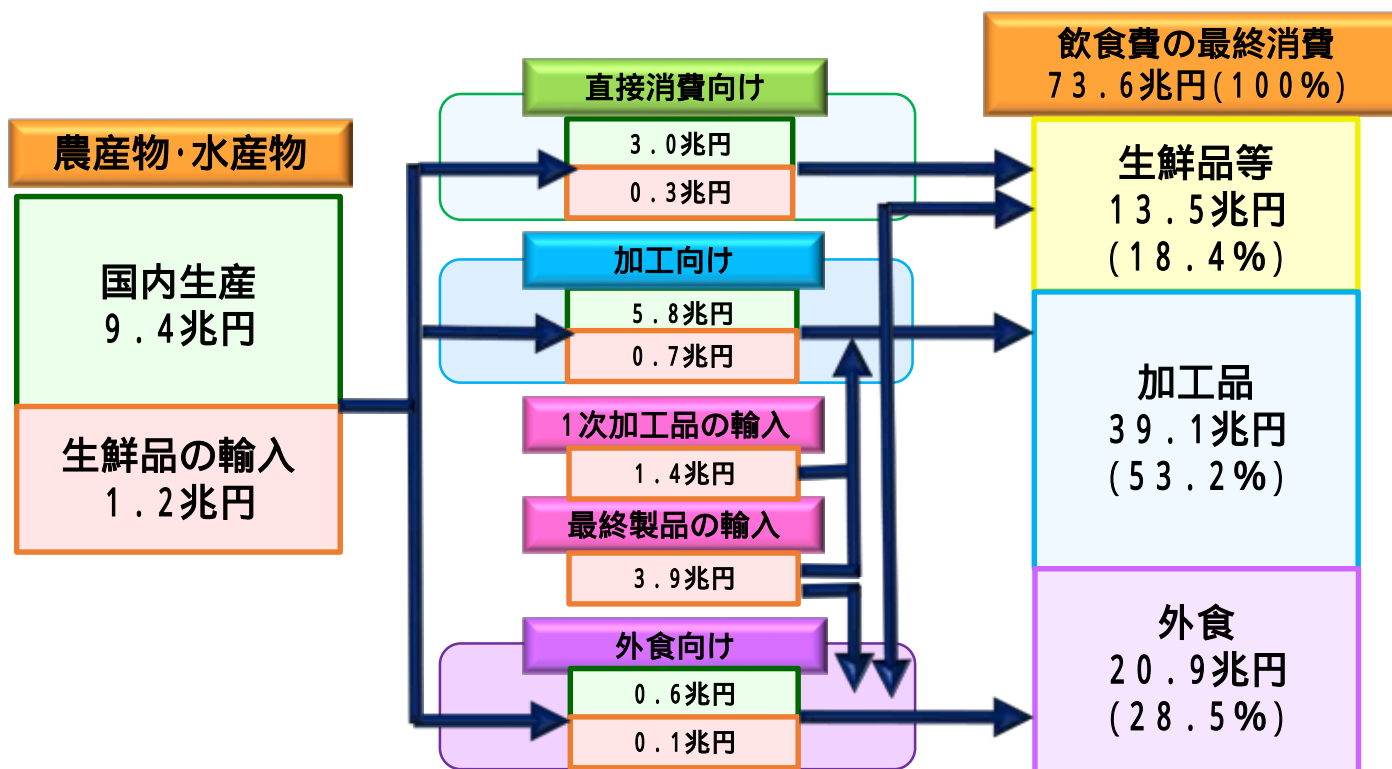 農産物・水産物
国内生産
9.4兆円
生鮮品の輸入
1.2兆円
直接消費向け
3.0兆円
0.3兆円
加工向け
5.8兆円
0.7兆円
1次加工品の輸入
1.4兆円
最終製品の輸入
3.9兆円
外食向け
0.6兆円
0.1兆円
飲食費の最終消費
73.6兆円(100%)
生鮮品等
13.5兆円
(18.4%)
加工品
39.1兆円
(53.2%)
外食
20.9兆円
(28.5%)